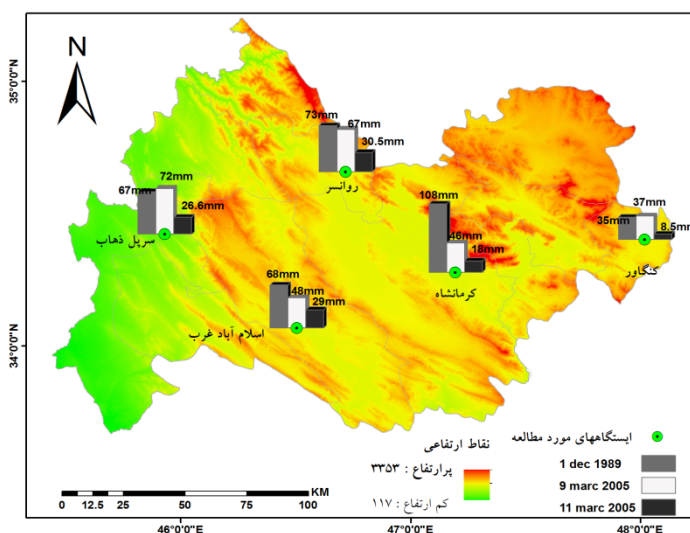 N
35°0'0"N
34°0'0"N
73mm
67mm
30.5mm
روانسر
67mm
72mm
26.6mm
سرپل ذهاب
108mm
46mm
18mm
کرمانشاه
35mm
37mm
8.5mm
کنگاور
68mm
48mm
29mm
اسلام آباد غرب
نقاط ارتفاعی
پرارتفاع : ۳۳۵۳
کم ارتفاع : ۱۱۷
ایستگاههای مورد مطالعه
1 dec 1989
9 marc 2005
11 marc 2005
KM
0 12.5 25 50 75 100
46°0'0"E
47°0'0"E
48°0'0"E